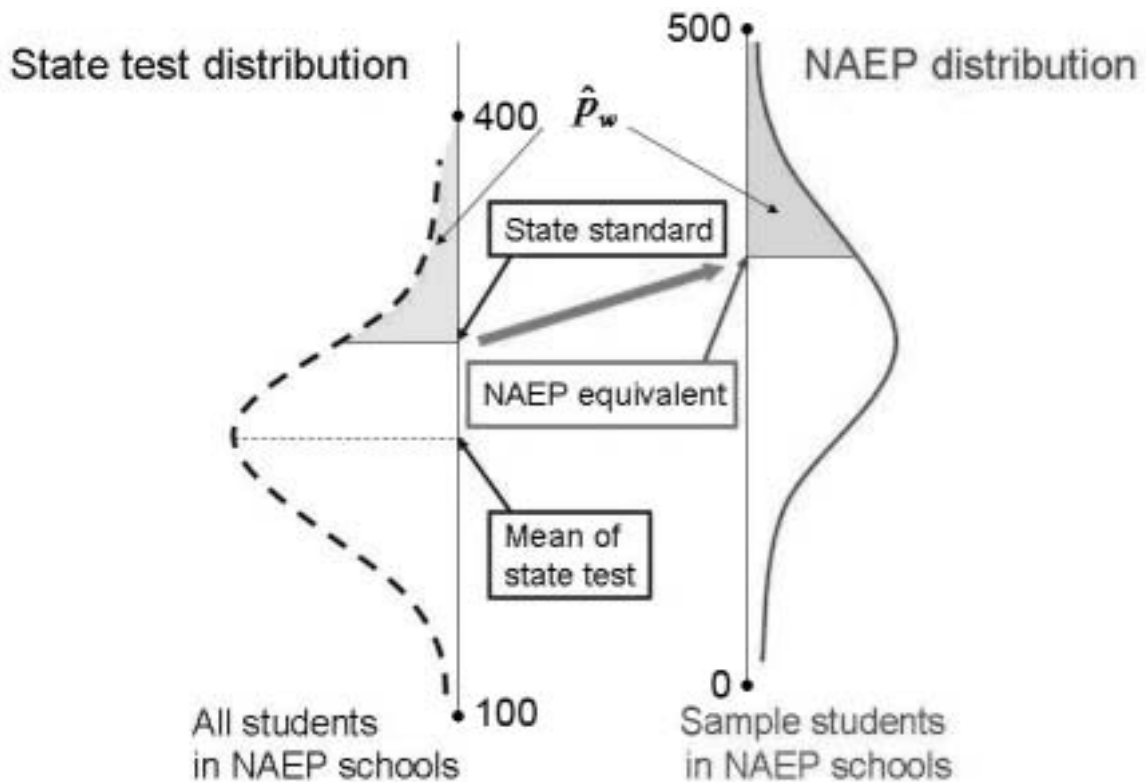 500
State test distribution
NAEP distribution
400
p̂w
State standard
NAEP equivalent
Mean of
state test
0
100
All students
in NAEP schools
Sample students
in NAEP schools